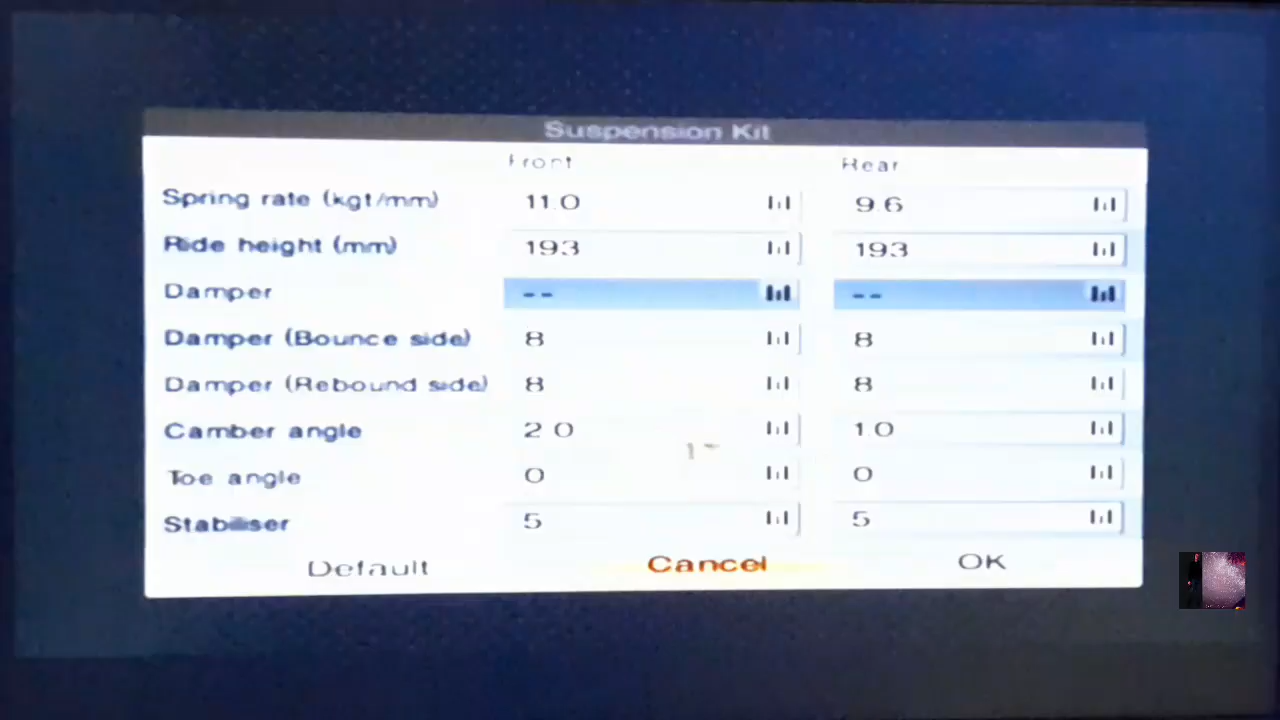 Suspension Kit
Front Rear
Spring rate (kgf/mm) 11.0 9.6
Ride height (mm) 193 193
Damper -- --
Damper (Bounce side) 8 8
Damper (Rebound side) 8 8
Camber angle 2.0 1.0
Toe angle 0 0
Stabiliser 5 5
Default Cancel OK